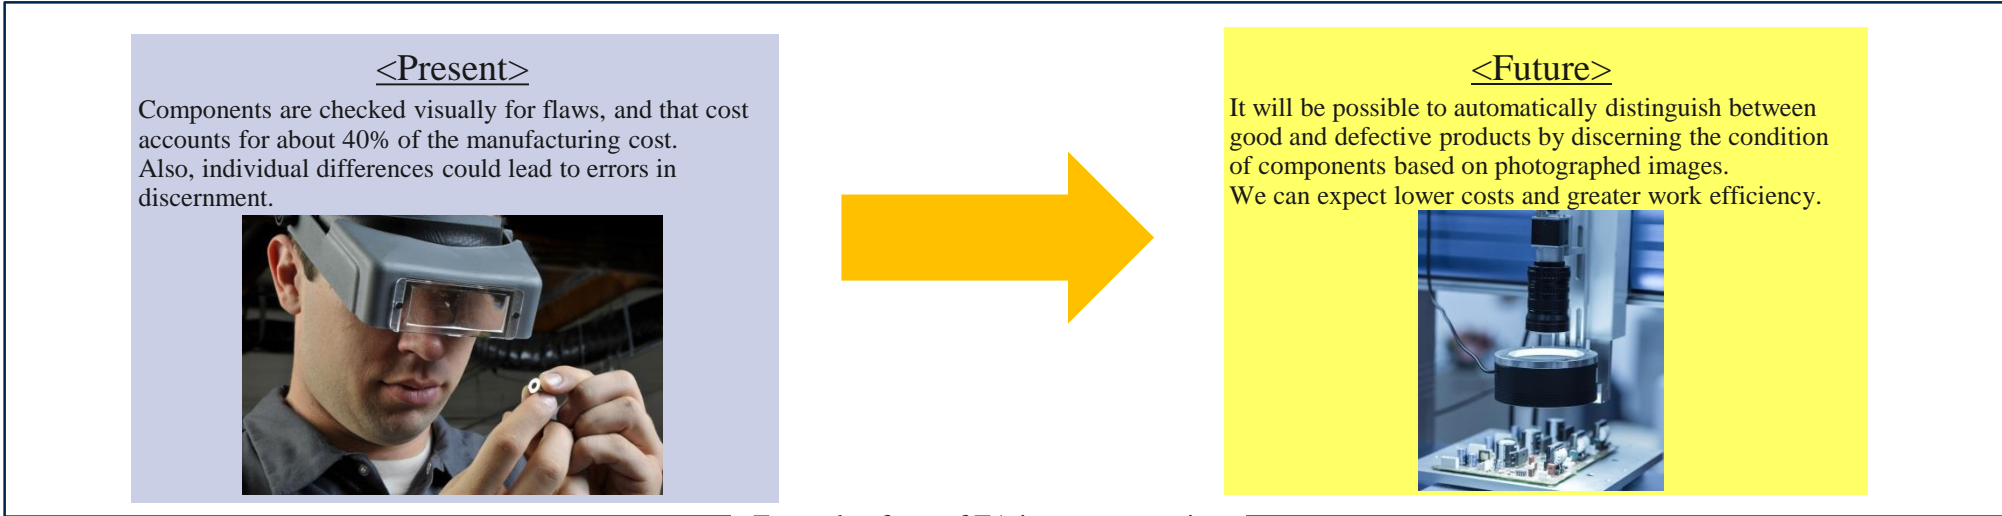 <Present>
Components are checked visually for flaws, and that cost
accounts for about 40% of the manufacturing cost.
Also, individual differences could lead to errors in
discernment.
<Future>
It will be possible to automatically distinguish between
good and defective products by discerning the condition
of components based on photographed images.
We can expect lower costs and greater work efficiency.